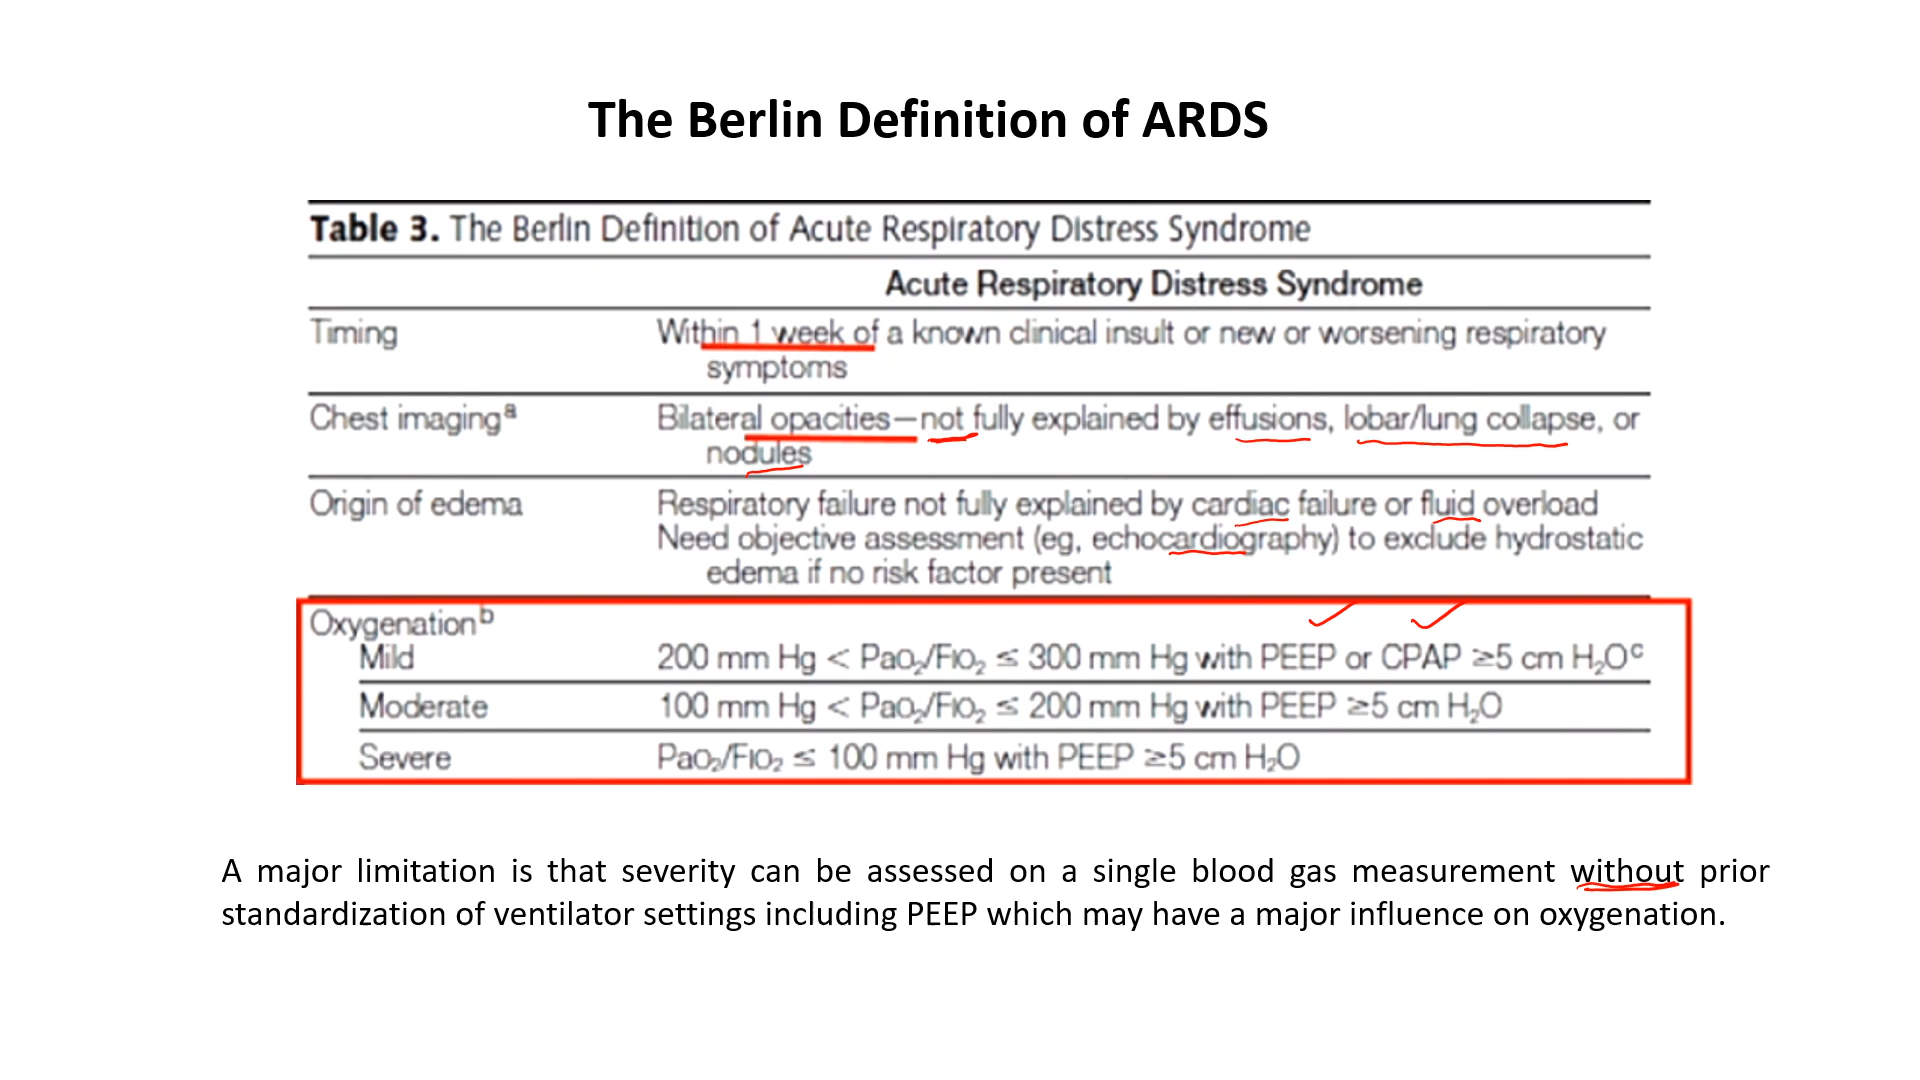 The Berlin Definition of ARDS
Table 3. The Berlin Definition of Acute Respiratory Distress Syndrome
Acute Respiratory Distress Syndrome
Timing Within 1 week of a known clinical insult or new or worsening respiratory
symptoms
Chest imagingᵃ Bilateral opacities—not fully explained by effusions, lobar/lung collapse, or
nodules
Origin of edema Respiratory failure not fully explained by cardiac failure or fluid overload
Need objective assessment (eg, echocardiography) to exclude hydrostatic
edema if no risk factor present
Oxygenationᵇ
Mild 200 mm Hg < PaO₂/FIO₂ ≤ 300 mm Hg with PEEP or CPAP ≥5 cm H₂Oᶜ
Moderate 100 mm Hg < PaO₂/FIO₂ ≤ 200 mm Hg with PEEP ≥5 cm H₂O
Severe PaO₂/FIO₂ ≤ 100 mm Hg with PEEP ≥5 cm H₂O
A major limitation is that severity can be assessed on a single blood gas measurement without prior
standardization of ventilator settings including PEEP which may have a major influence on oxygenation.